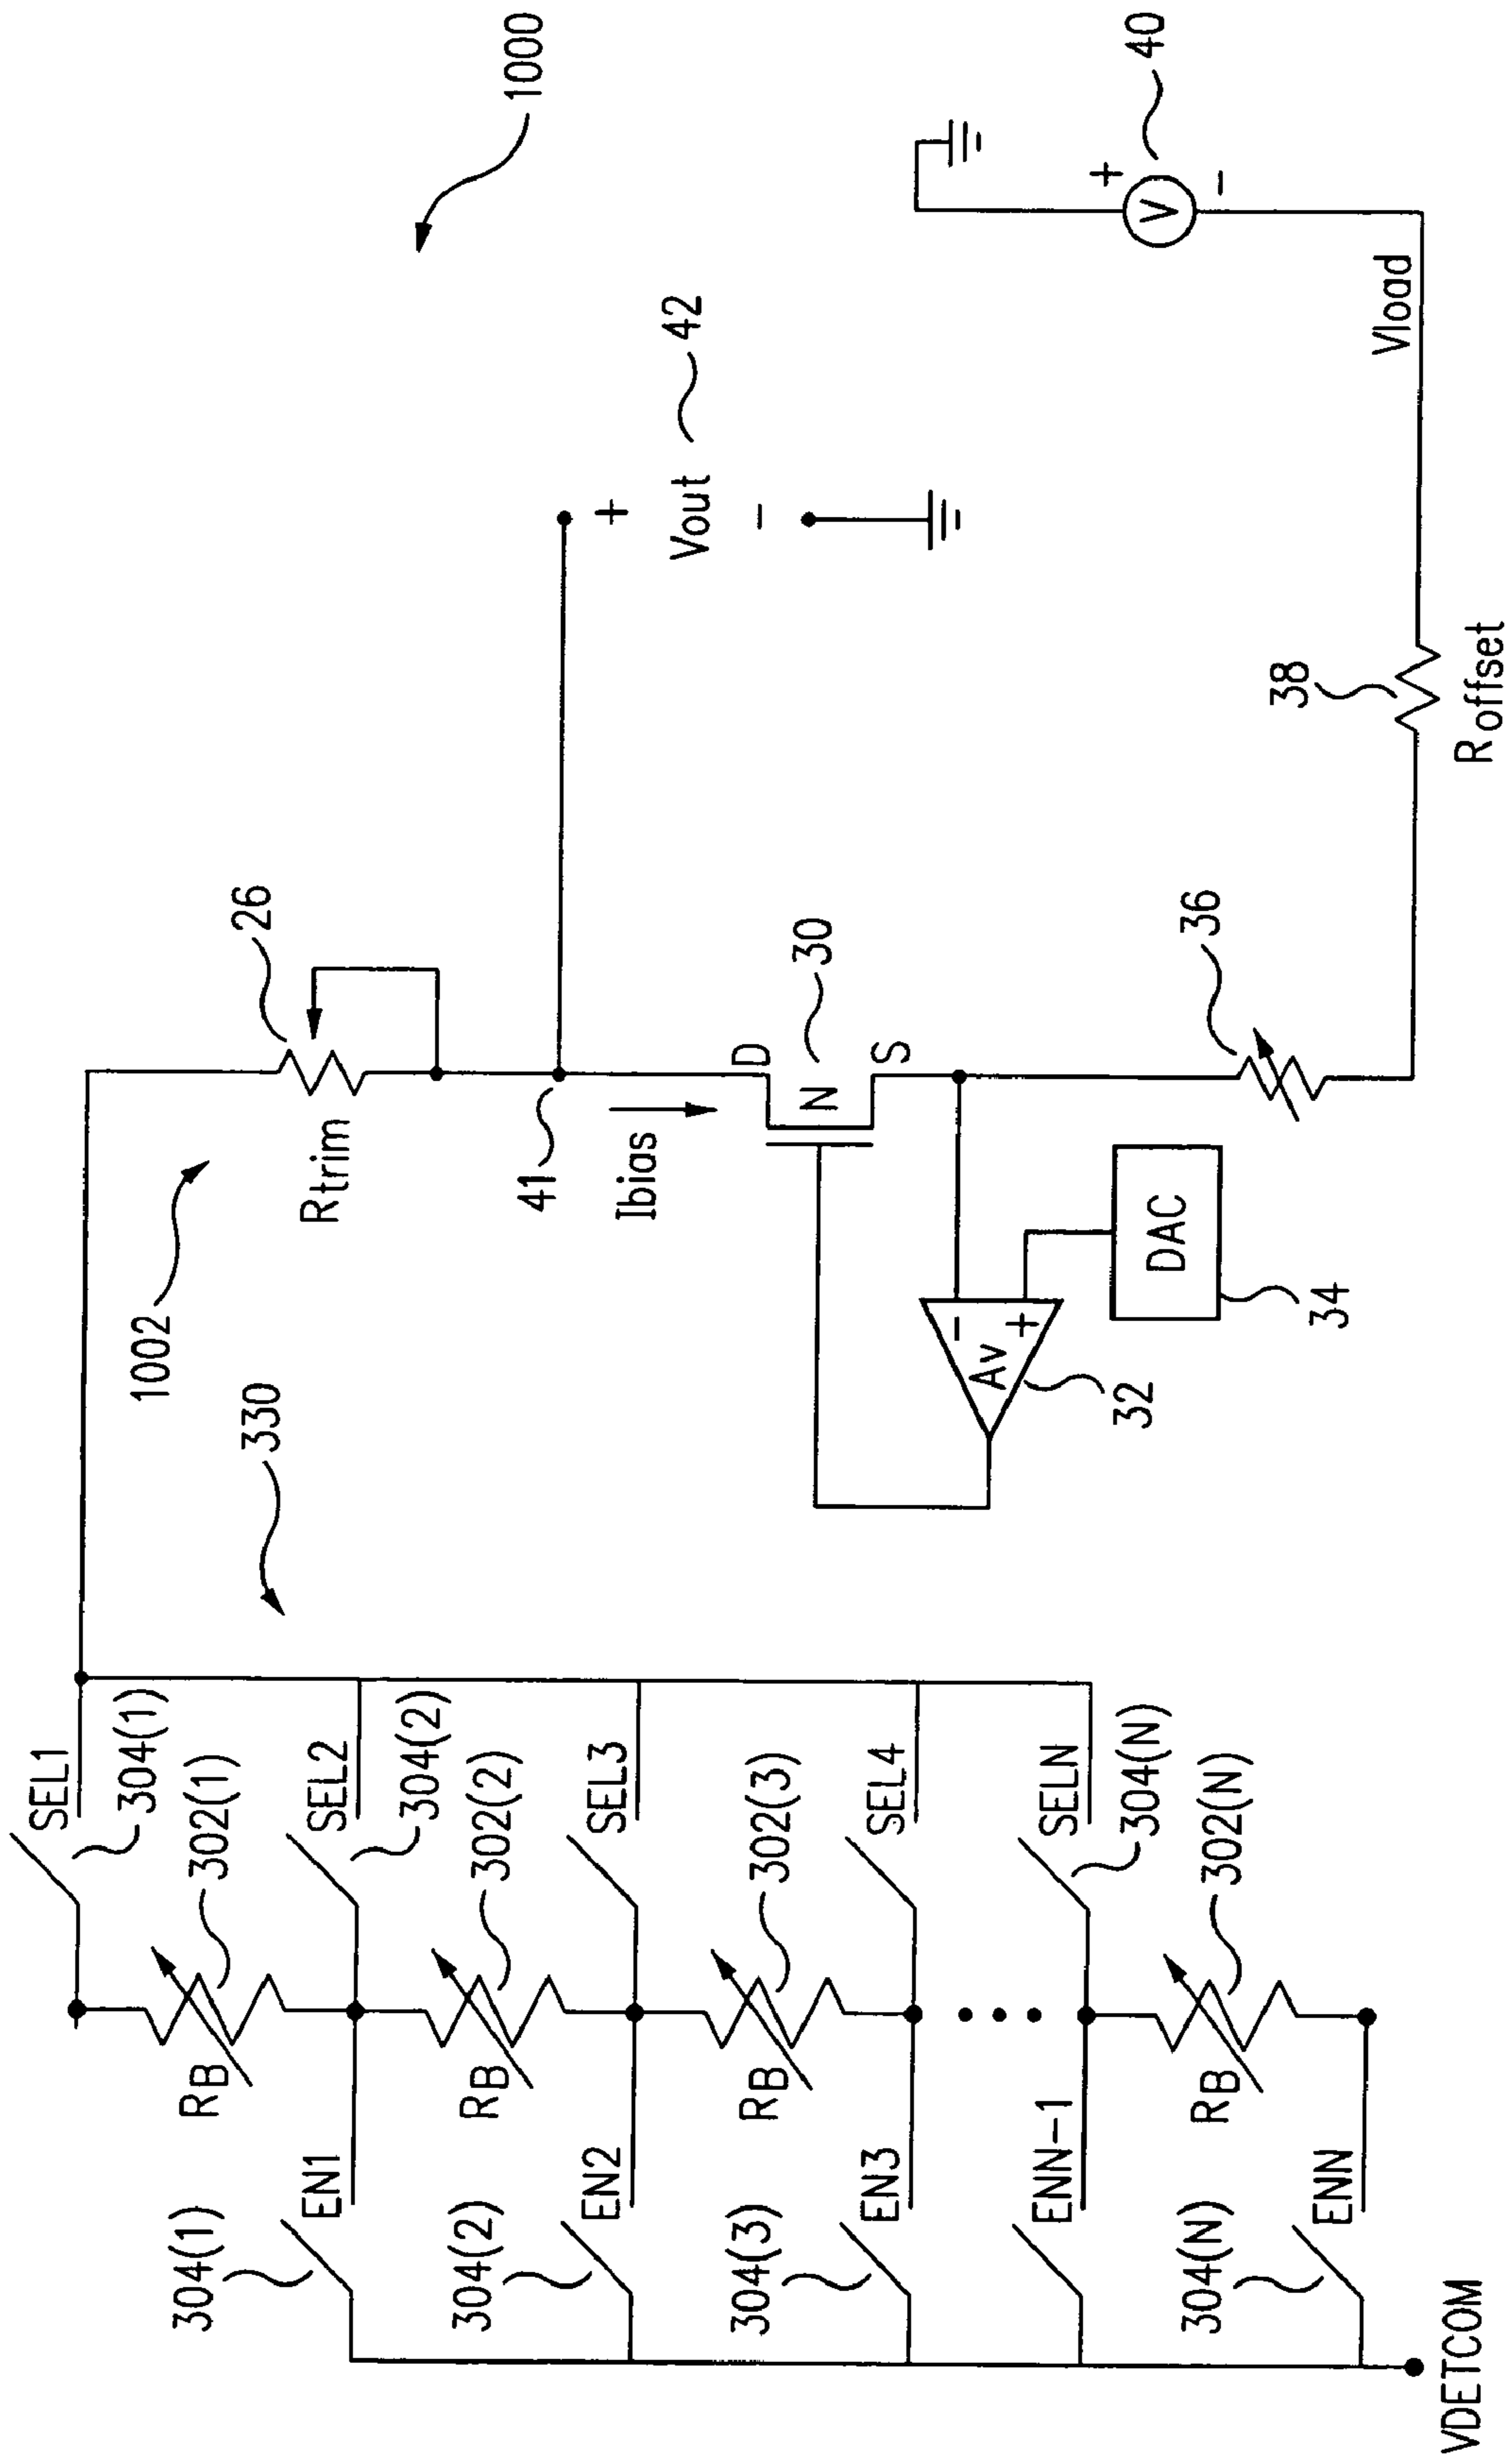 1000
1002
330
26
Rtrim
41
Ibias
D
N
S
30
Vout
+
-
42
+
V
-
40
Vload
38
Roffset
36
DAC
34
Av
-
+
32
SEL1
304(1)
302(1)
RB
EN1
304(1)
SEL2
304(2)
302(2)
RB
EN2
304(2)
SEL3
302(3)
RB
EN3
304(3)
SEL4
ENN-1
SELN
304(N)
302(N)
RB
ENN
304(N)
VDETCOM